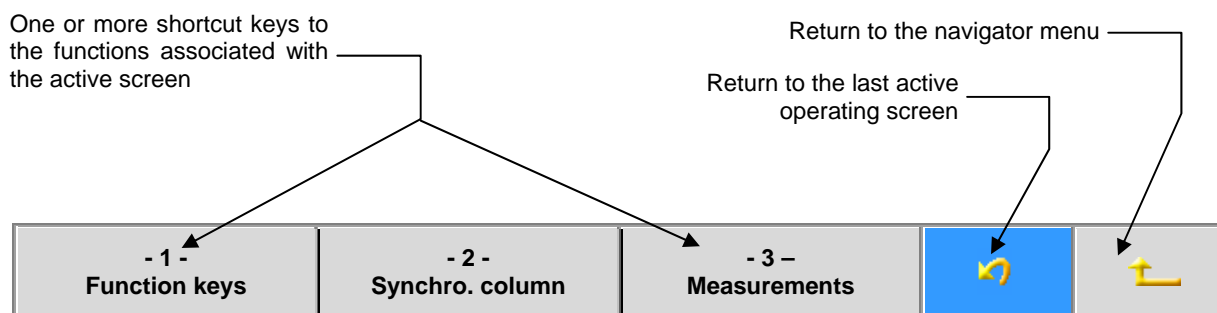 One or more shortcut keys to
the functions associated with
the active screen
Return to the navigator menu
Return to the last active
operating screen
- 1 -
Function keys
- 2 -
Synchro. column
- 3 –
Measurements